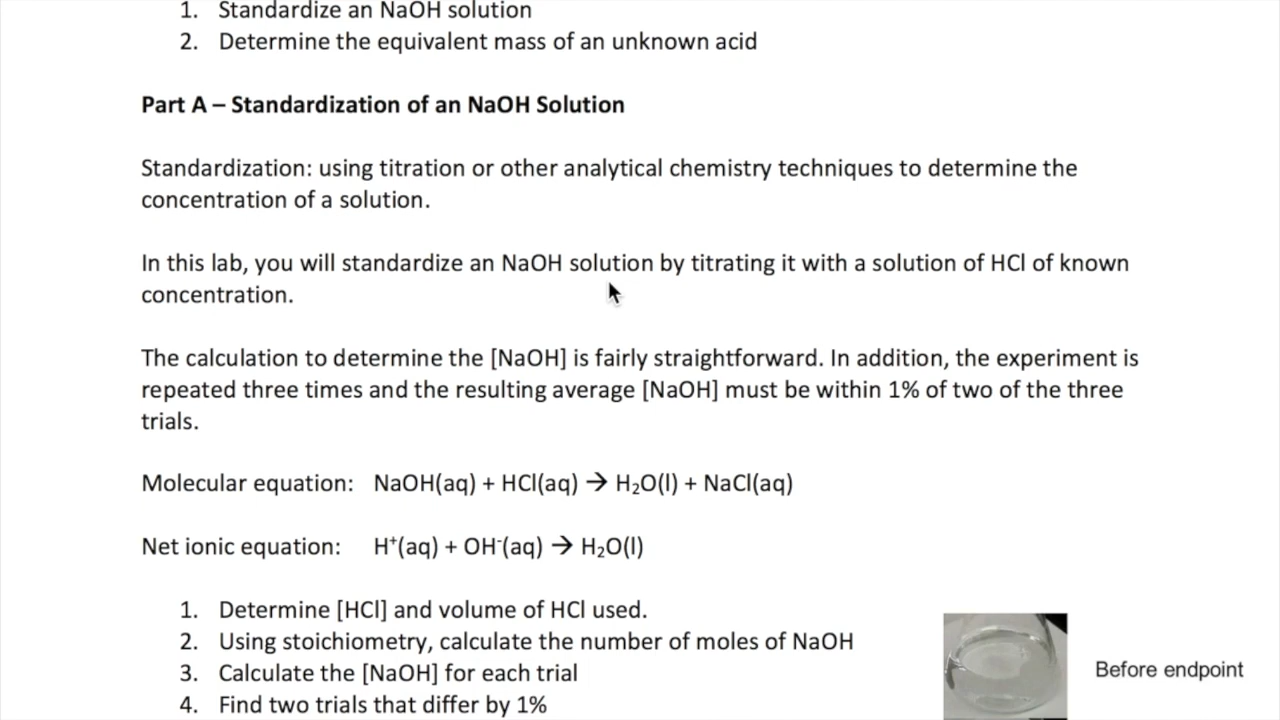 1. Standardize an NaOH solution
2. Determine the equivalent mass of an unknown acid
Part A – Standardization of an NaOH Solution
Standardization: using titration or other analytical chemistry techniques to determine the
concentration of a solution.
In this lab, you will standardize an NaOH solution by titrating it with a solution of HCl of known
concentration.
The calculation to determine the [NaOH] is fairly straightforward. In addition, the experiment is
repeated three times and the resulting average [NaOH] must be within 1% of two of the three
trials.
Molecular equation: NaOH(aq) + HCl(aq) → H₂O(l) + NaCl(aq)
Net ionic equation: H⁺(aq) + OH⁻(aq) → H₂O(l)
1. Determine [HCl] and volume of HCl used.
2. Using stoichiometry, calculate the number of moles of NaOH
3. Calculate the [NaOH] for each trial
4. Find two trials that differ by 1%
Before endpoint